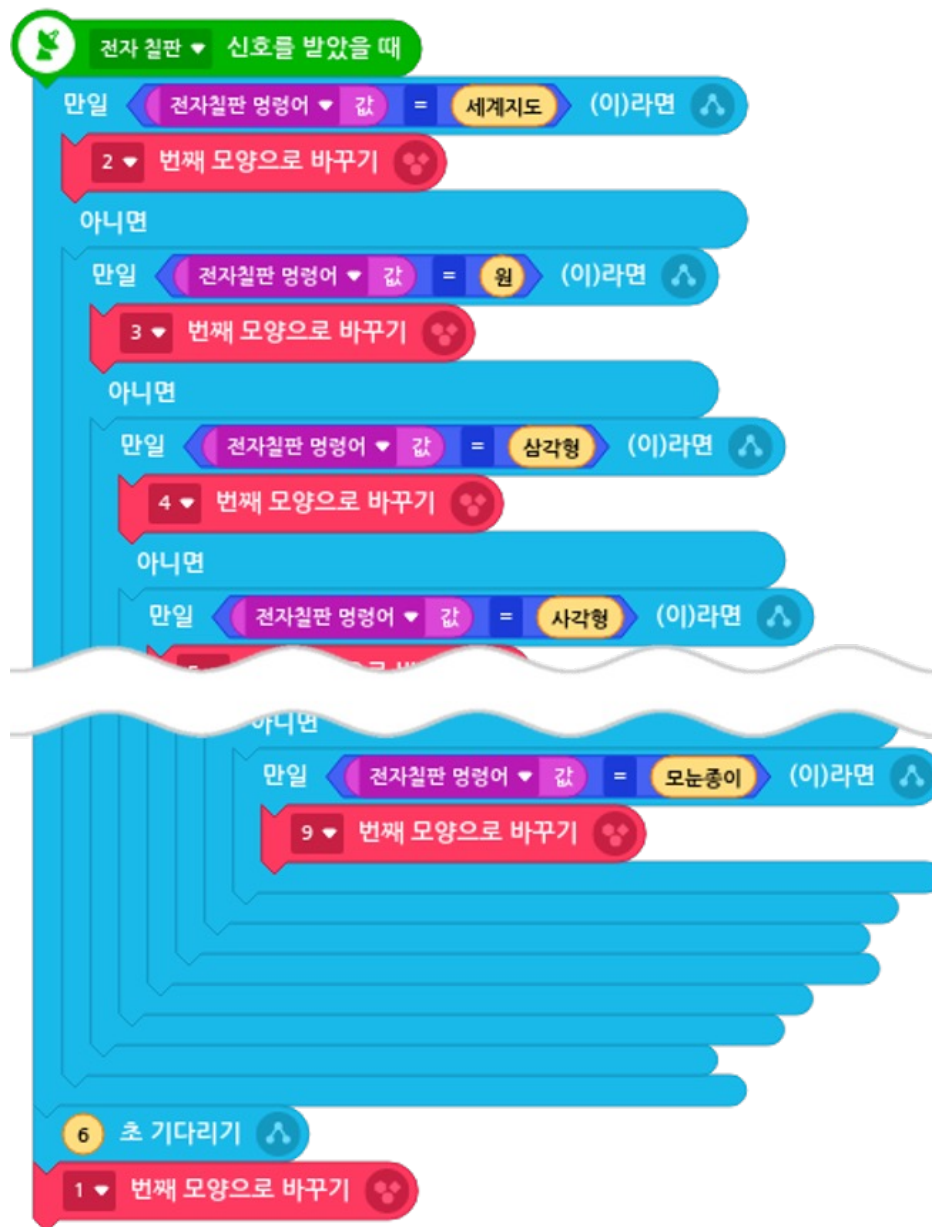 전자 칠판 신호를 받았을 때
만일 전자칠판 명령어 값 = 세계지도 (이)라면
2 번째 모양으로 바꾸기
아니면
만일 전자칠판 명령어 값 = 원 (이)라면
3 번째 모양으로 바꾸기
아니면
만일 전자칠판 명령어 값 = 삼각형 (이)라면
4 번째 모양으로 바꾸기
아니면
만일 전자칠판 명령어 값 = 사각형 (이)라면
아니면
만일 전자칠판 명령어 값 = 모눈종이 (이)라면
9 번째 모양으로 바꾸기
6 초 기다리기
1 번째 모양으로 바꾸기